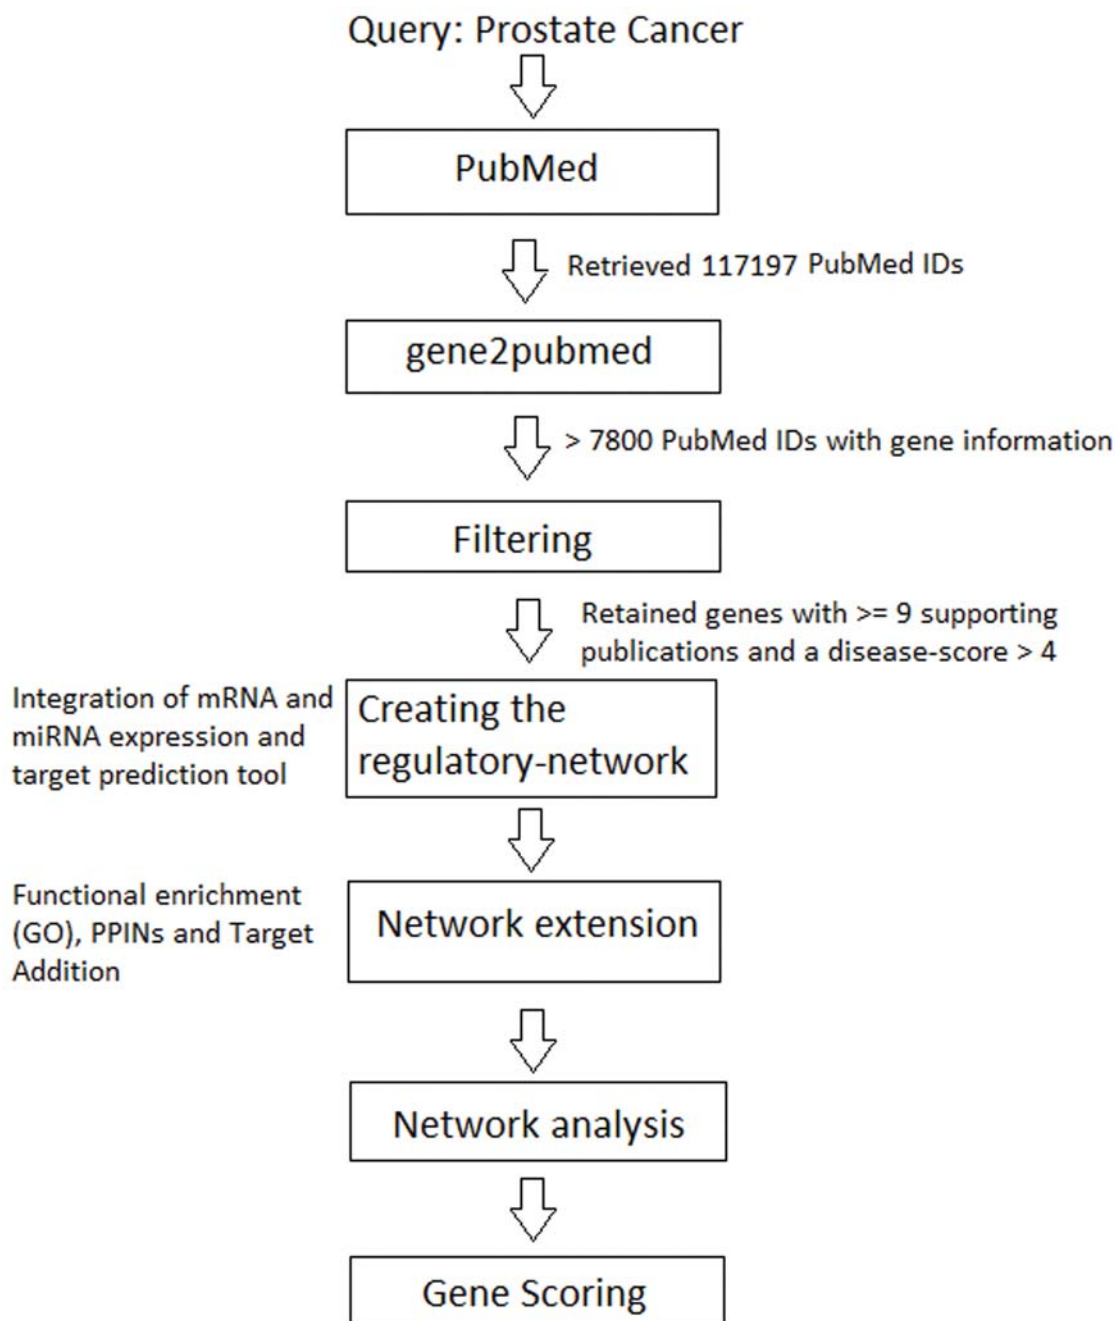 Query: Prostate Cancer
PubMed
Retrieved 117197 PubMed IDs
gene2pubmed
> 7800 PubMed IDs with gene information
Filtering
Retained genes with >= 9 supporting
publications and a disease-score > 4
Integration of mRNA and
miRNA expression and
target prediction tool
Creating the
regulatory-network
Functional enrichment
(GO), PPINs and Target
Addition
Network extension
Network analysis
Gene Scoring